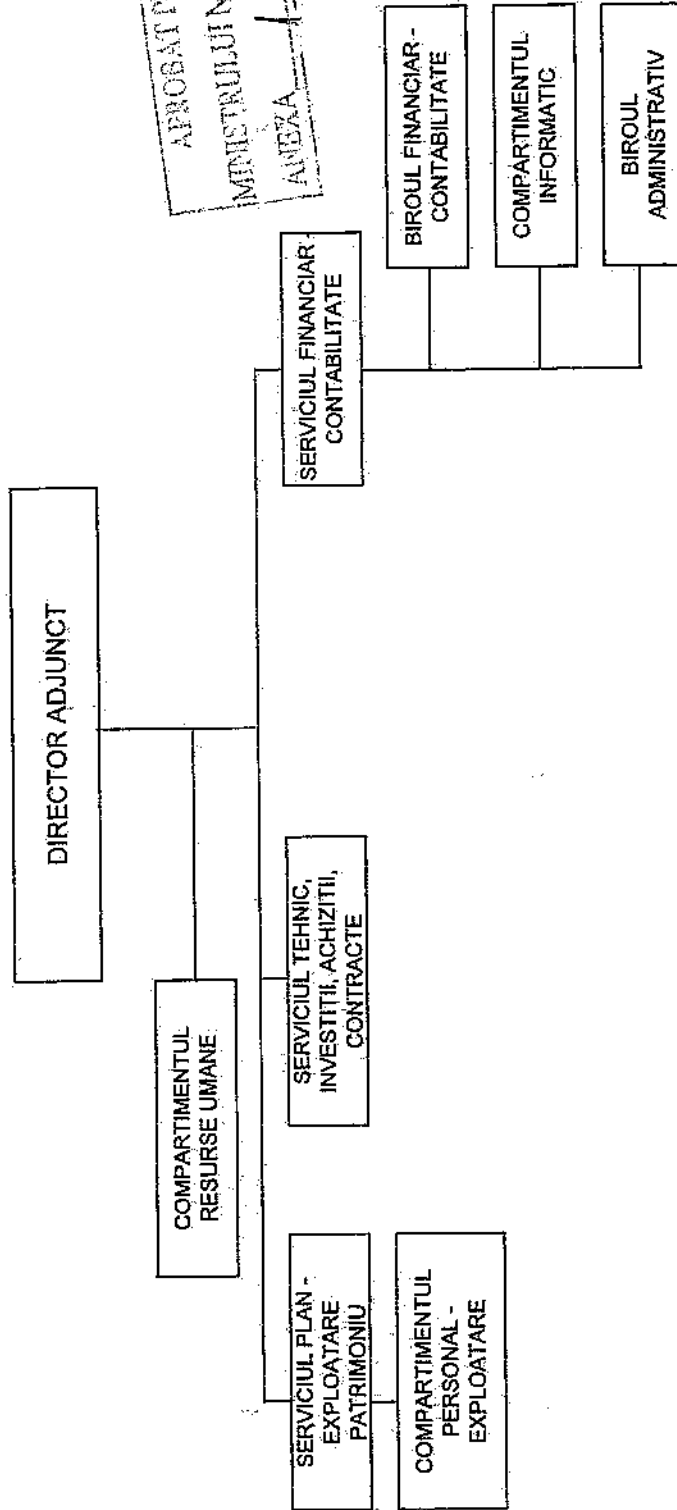 APROBAT P
MINISTRULUI N
ANEXA
DIRECTOR ADJUNCT
COMPARTIMENTUL
RESURSE UMANE
SERVICIUL PLAN -
EXPLOATARE
PATRIMONIU
COMPARTIMENTUL
PERSONAL -
EXPLOATARE
SERVICIUL TEHNIC,
INVESTIȚII, ACHIZITII,
CONTRACTE
SERVICIUL FINANCIAR -
CONTABILITATE
BIROUL FINANCIAR -
CONTABILITATE
COMPARTIMENTUL
INFORMATIC
BIROUL
ADMINISTRATIV